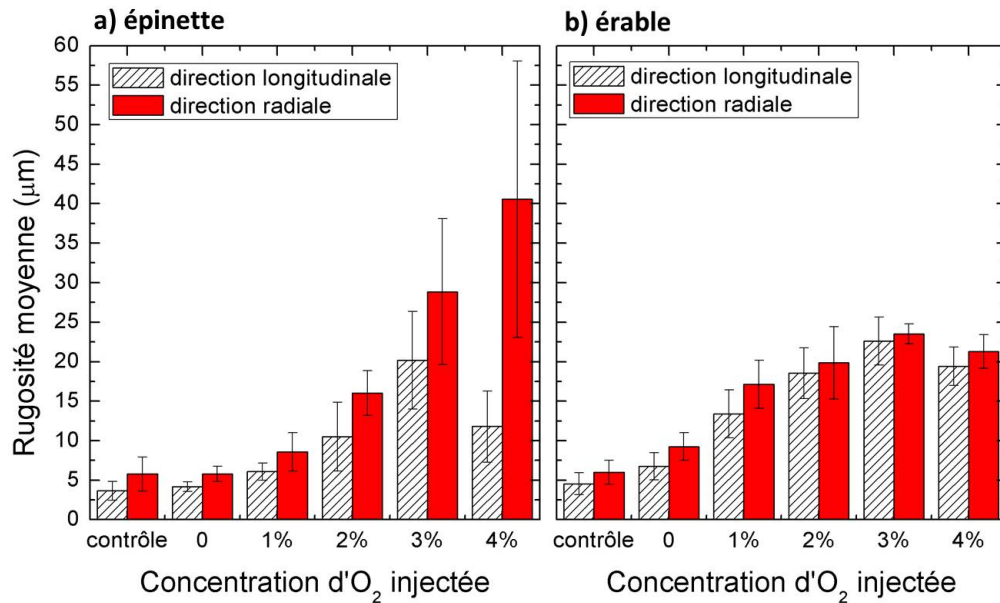 a) épinette
b) érable
Rugosité moyenne (μm)
60
55
50
45
40
35
30
25
20
15
10
5
0
direction longitudinale
direction radiale
direction longitudinale
direction radiale
contrôle 0 1% 2% 3% 4%
contrôle 0 1% 2% 3% 4%
Concentration d'O₂ injectée
Concentration d'O₂ injectée